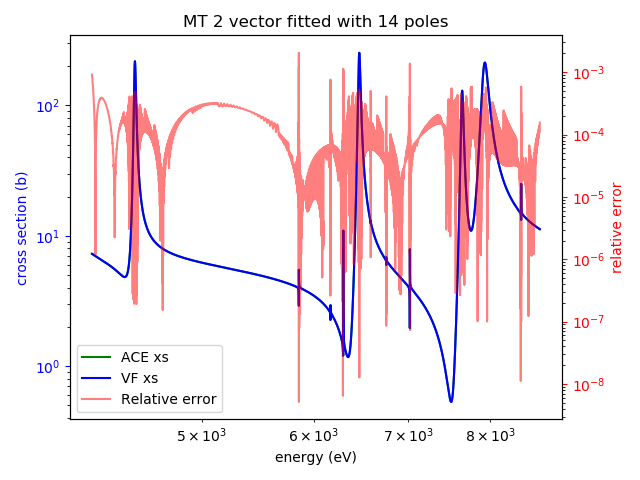 MT 2 vector fitted with 14 poles
cross section (b)
10²
10¹
10⁰
10⁻³
10⁻⁴
10⁻⁵
10⁻⁶
10⁻⁷
10⁻⁸
relative error
ACE xs
VF xs
Relative error
5 × 10³ 6 × 10³ 7 × 10³ 8 × 10³
energy (eV)